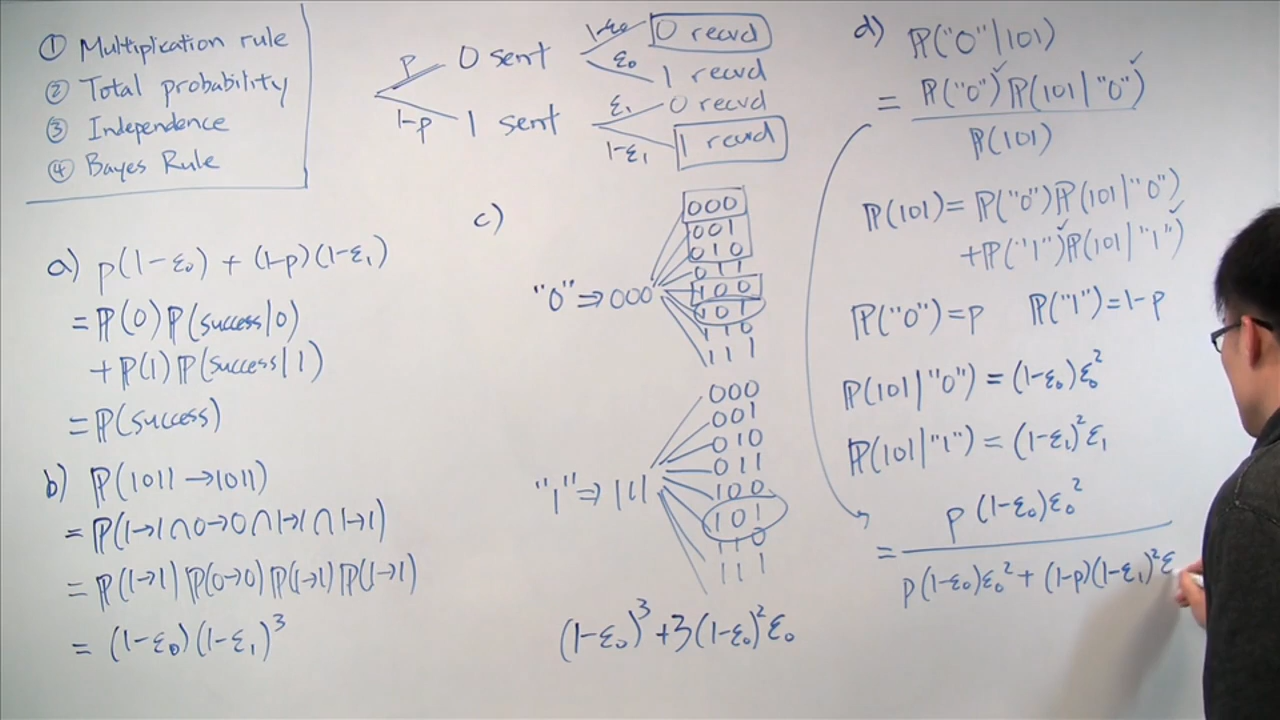 ① Multiplication rule
② Total probability
③ Independence
④ Bayes Rule
p 0 sent 1-ε₀ 0 recvd
ε₀ 1 recvd
1-p 1 sent ε₁ 0 recvd
1-ε₁ 1 recvd
a) p(1-ε₀) + (1-p)(1-ε₁)
= ℙ(0)ℙ(success|0)
+ ℙ(1)ℙ(success|1)
= ℙ(success)
b) ℙ(1011→1011)
= ℙ(1→1∩0→0∩1→1∩1→1)
= ℙ(1→1)ℙ(0→0)ℙ(1→1)ℙ(1→1)
= (1-ε₀)(1-ε₁)³
c)
"0"⇒000
000
001
010
011
100
101
110
111
"1"⇒111
000
001
010
011
100
101
110
111
(1-ε₀)³+3(1-ε₀)²ε₀
d) ℙ("0"|101)
= ℙ("0")✓ℙ(101|"0")✓
ℙ(101)
ℙ(101)= ℙ("0")ℙ(101|"0")
+ℙ("1")✓ℙ(101|"1")✓
ℙ("0")=p ℙ("1")=1-p
ℙ(101|"0") = (1-ε₀)ε₀²
ℙ(101|"1") = (1-ε₁)²ε₁
= p(1-ε₀)ε₀²
p(1-ε₀)ε₀²+(1-p)(1-ε₁)²ε